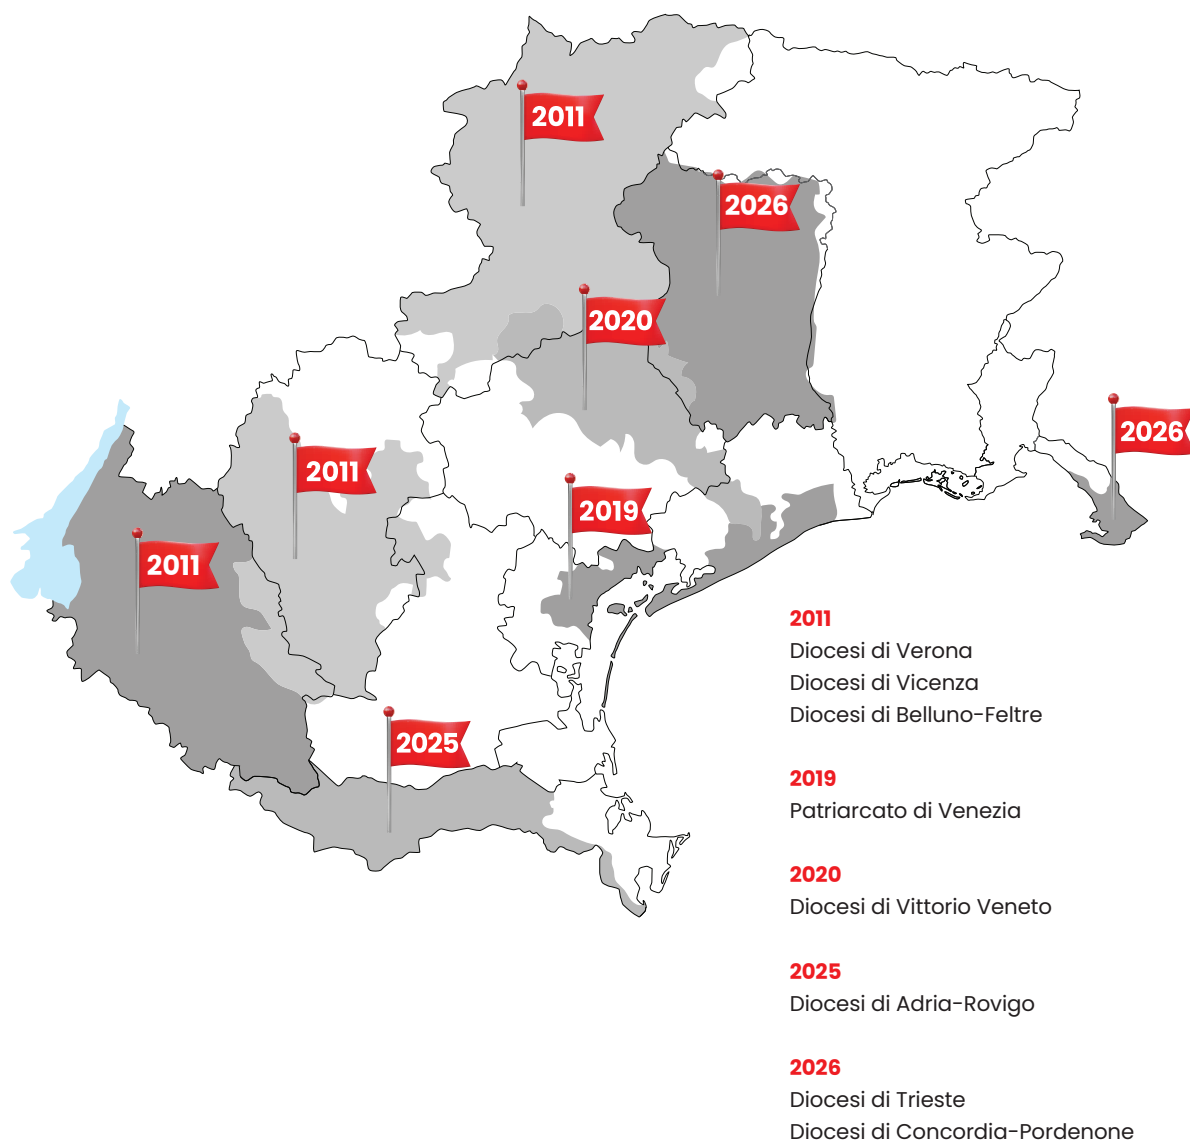 2011
2026
2020
2026
2011
2019
2011
2025
2011
Diocesi di Verona
Diocesi di Vicenza
Diocesi di Belluno-Feltre
2019
Patriarcato di Venezia
2020
Diocesi di Vittorio Veneto
2025
Diocesi di Adria-Rovigo
2026
Diocesi di Trieste
Diocesi di Concordia-Pordenone